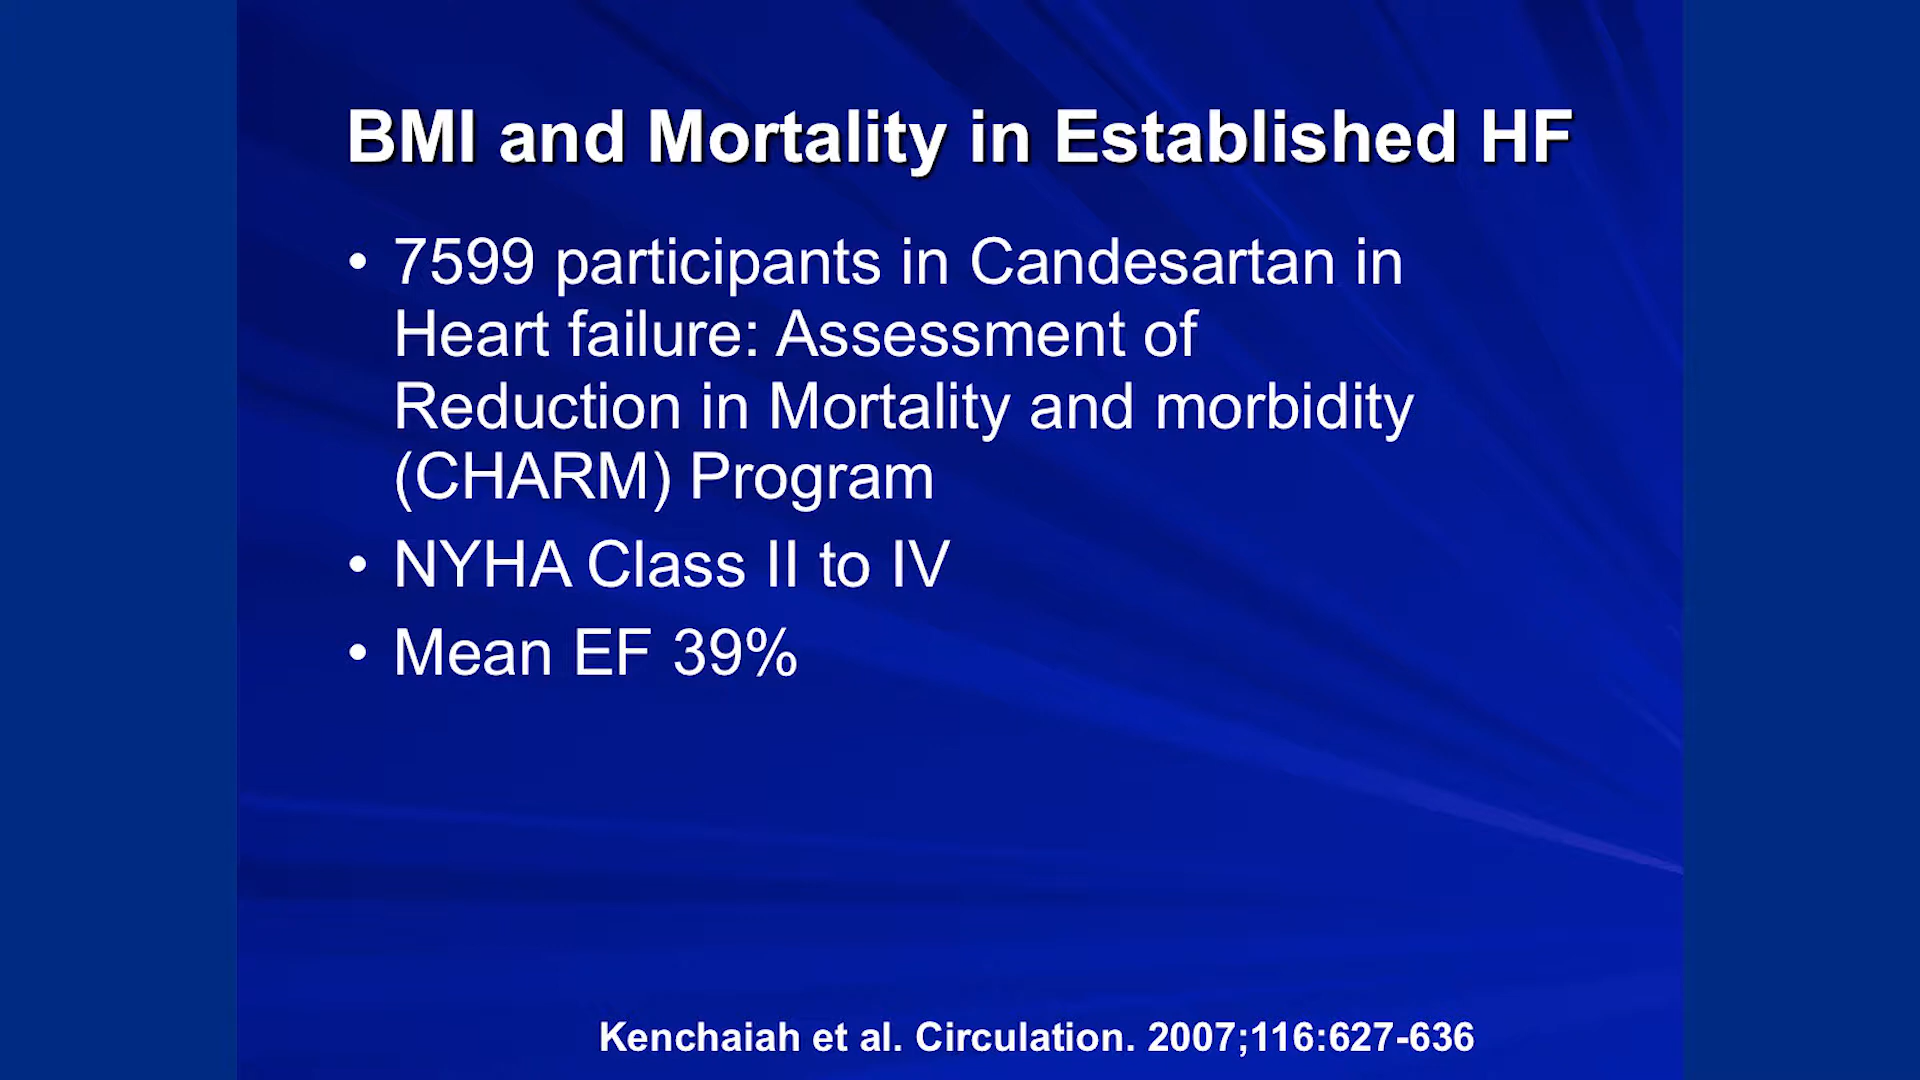 BMI and Mortality in Established HF
• 7599 participants in Candesartan in
Heart failure: Assessment of
Reduction in Mortality and morbidity
(CHARM) Program
• NYHA Class II to IV
• Mean EF 39%
Kenchaiah et al. Circulation. 2007;116:627-636